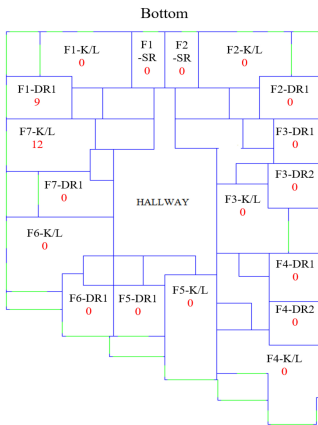 Bottom
F1-K/L
0
F1
-SR
0
F2
-SR
0
F2-K/L
0
F1-DR1
9
F2-DR1
0
F7-K/L
12
F3-DR1
0
F3-DR2
0
F7-DR1
0
HALLWAY
F3-K/L
0
F6-K/L
0
F4-DR1
0
F6-DR1
0
F5-DR1
0
F5-K/L
0
F4-DR2
0
F4-K/L
0